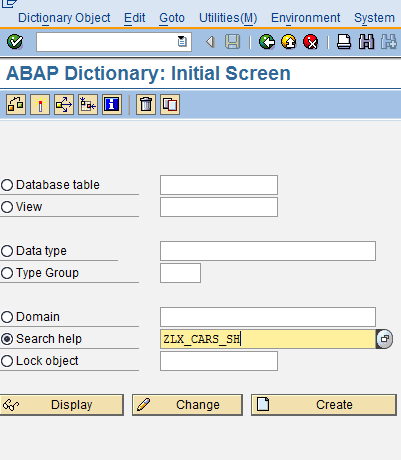 Dictionary Object Edit Goto Utilities(M) Environment System
ABAP Dictionary: Initial Screen
Database table
View
Data type
Type Group
Domain
Search help ZLX_CARS_SH
Lock object
Display Change Create